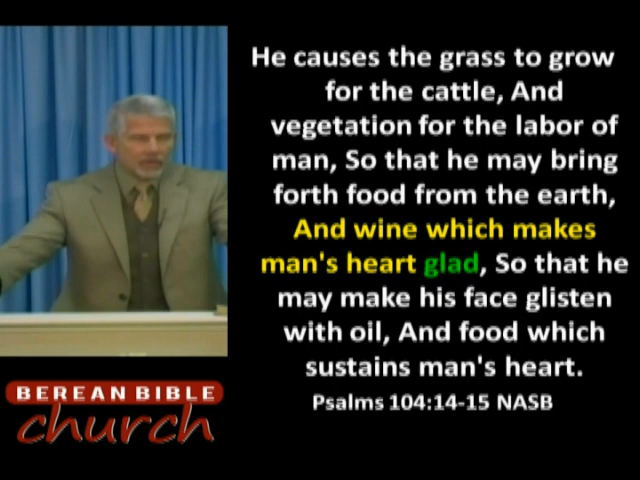 He causes the grass to grow
for the cattle, And
vegetation for the labor of
man, So that he may bring
forth food from the earth,
And wine which makes
man's heart glad, So that he
may make his face glisten
with oil, And food which
sustains man's heart.
Psalms 104:14-15 NASB
BEREAN BIBLE
church